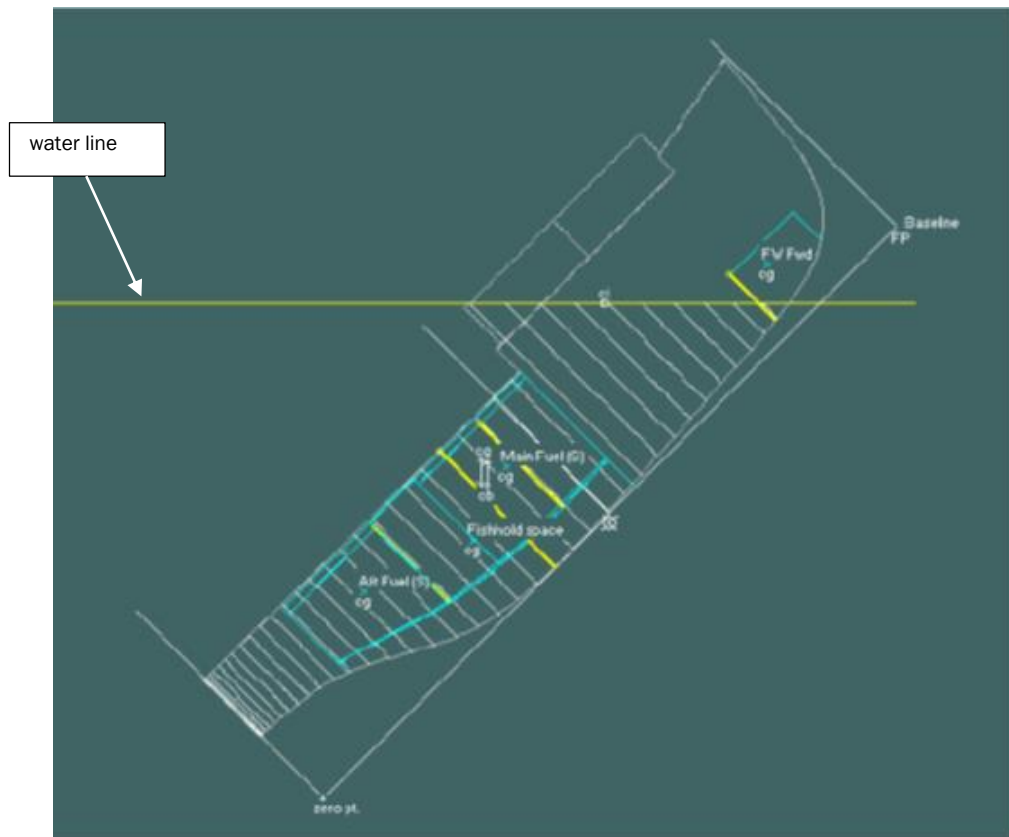 water line
Baseline
FP
FW Fwd
cg
cg
Main Fuel (S)
cg
cb
Fishhold space
cg
Aft Fuel (S)
cg
zero pt.